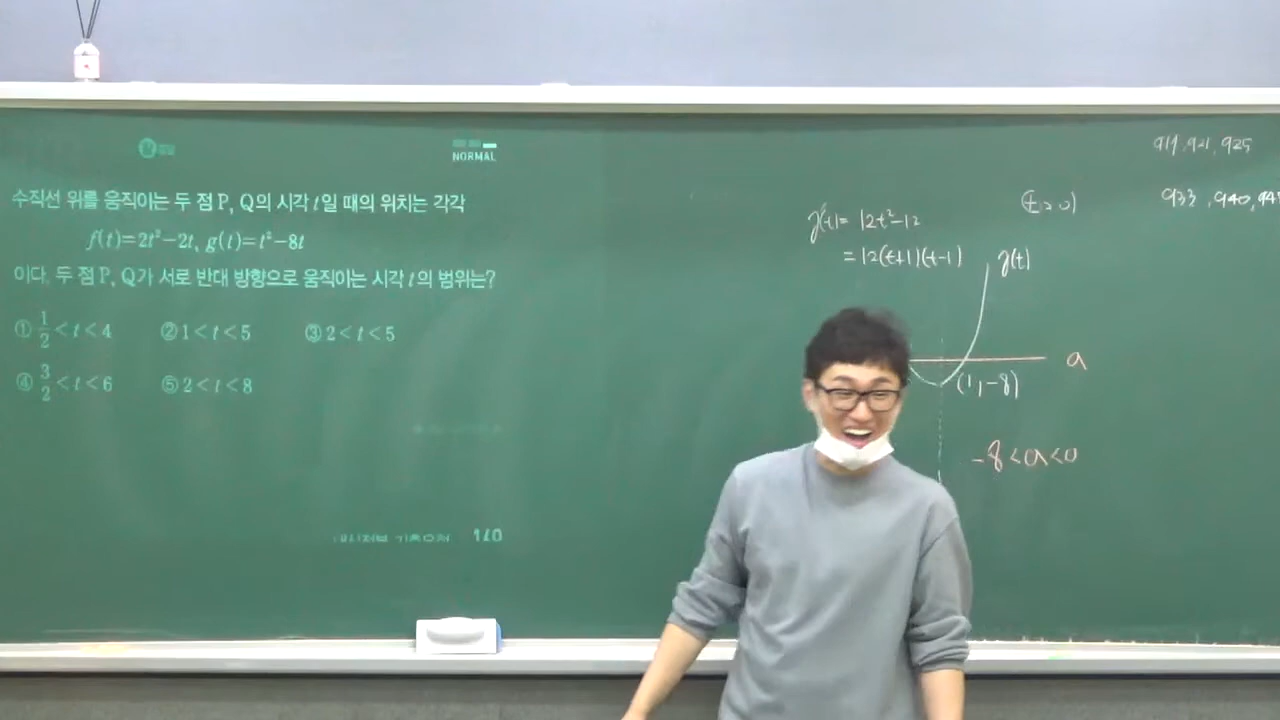 NORMAL
수직선 위를 움직이는 두 점 P, Q의 시각 t일 때의 위치는 각각
f(t)=2t²-2t, g(t)=t²-8t
이다. 두 점 P, Q가 서로 반대 방향으로 움직이는 시각 t의 범위는?
① 1/2<t<4 ② 1<t<5 ③ 2<t<5
④ 3/2<t<6 ⑤ 2<t<8
140
919, 921, 925
933, 940, 94
(t≥0)
g'(t)= 12t²-12
= 12(t+1)(t-1)
g(t)
a
(1, -8)
-8<a<0